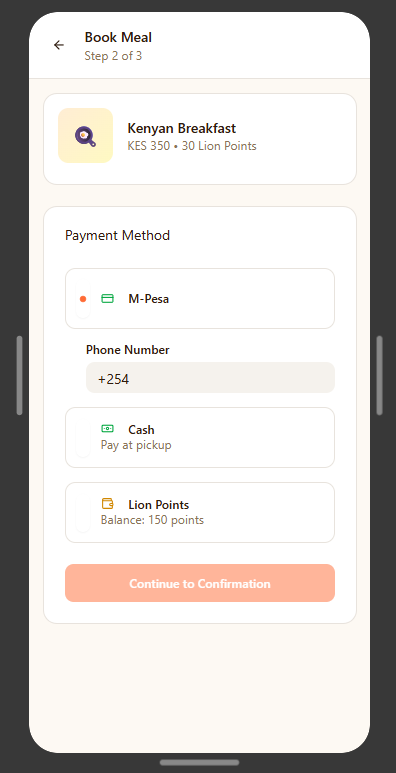 Book Meal
Step 2 of 3
Kenyan Breakfast
KES 350 • 30 Lion Points
Payment Method
M-Pesa
Phone Number
+254
Cash
Pay at pickup
Lion Points
Balance: 150 points
Continue to Confirmation